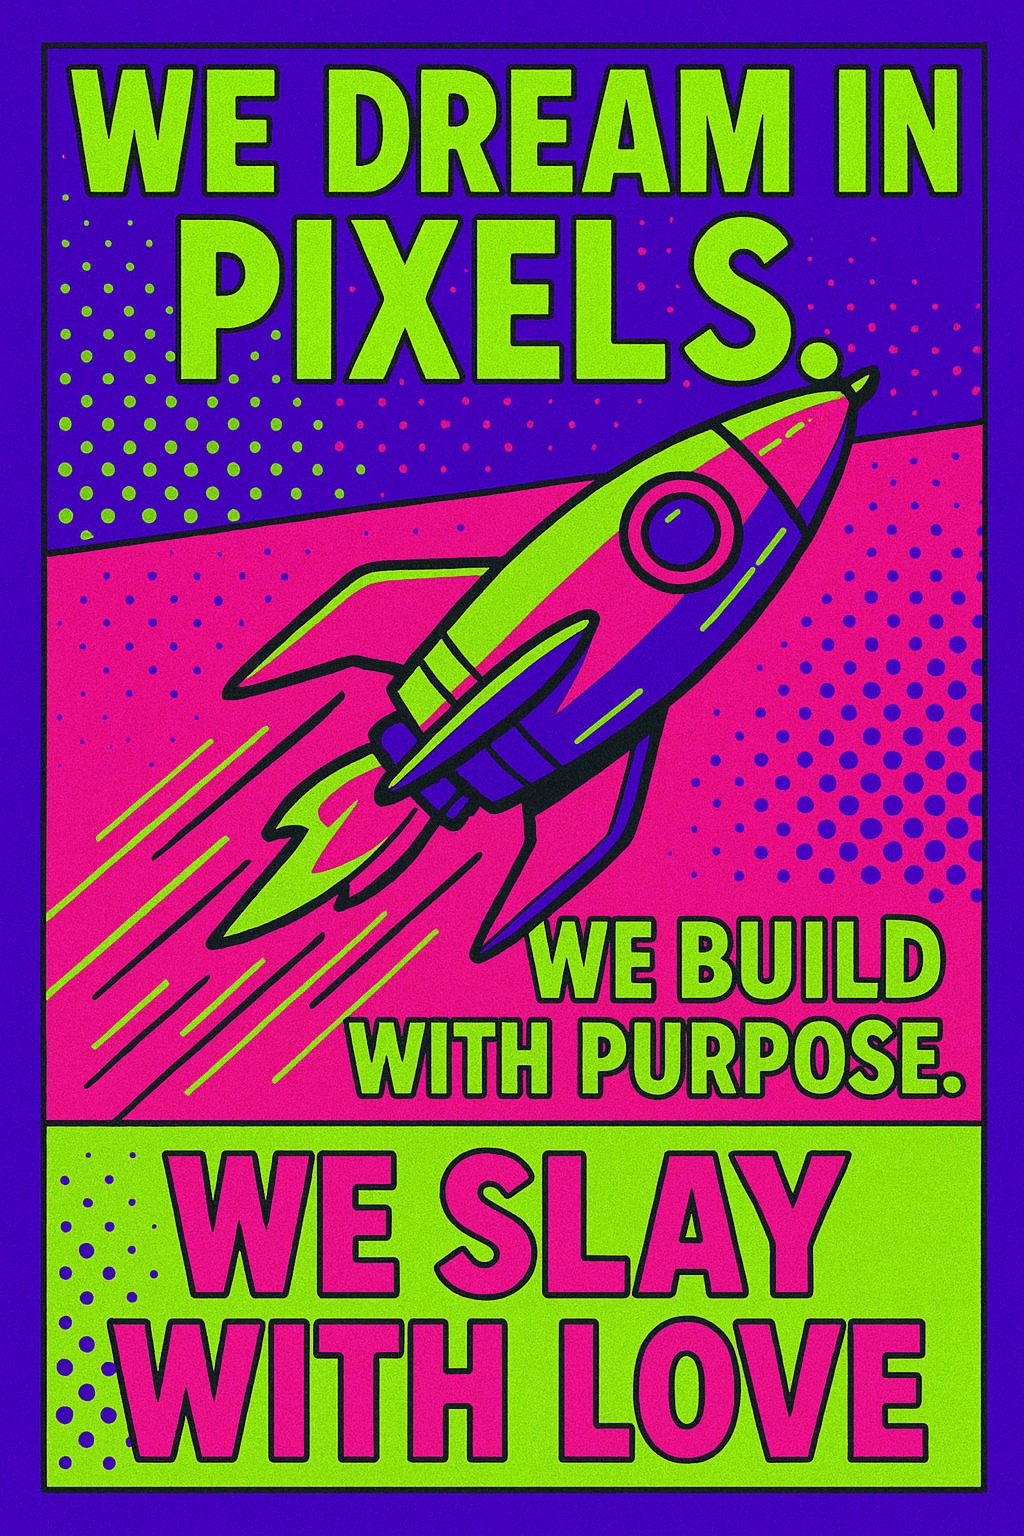 WE DREAM IN
PIXELS.
WE BUILD
WITH PURPOSE.
WE SLAY
WITH LOVE